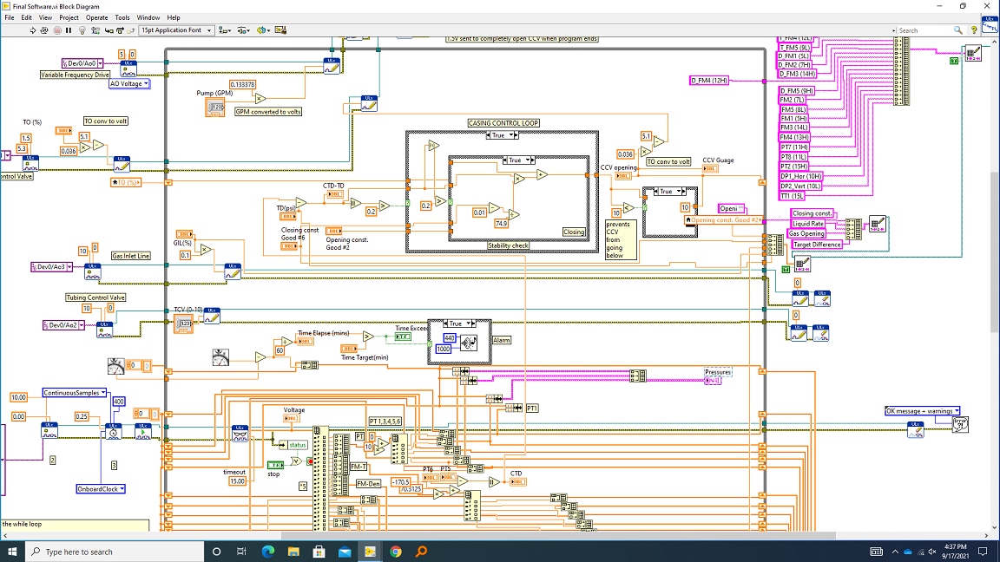 Final Software.vi Block Diagram
File Edit View Project Operate Tools Window Help
15pt Application Font
Search
1.5V sent to completely open CCV when program ends
Dev0/Ao0
5
0
ULx
Variable Frequency Drive
AO Voltage
Pump (GPM)
0.133378
GPM converted to volts
TO (%)
TO conv to volt
1.5
5.3
5.1
0.036
ontrol Valve
TO (%)
CASING CONTROL LOOP
True
True
CTD-TD
TD(psi)
0.2
0.2
0.01
74.9
Closing
Stability check
Closing const
Good #6
Opening const.
Good #2
CCV opening
5.1
0.036
TO conv to volt
CCV Guage
True
10
10
prevents
CCV
from
going
below
Openi
Opening const. Good #2
D_FM4 (12H)
T_FM4 (12L)
T_FM5 (9L)
D_FM1 (5L)
D_FM2 (7H)
D_FM3 (14H)
D_FM5 (9H)
FM2 (7L)
FM5 (8L)
FM1 (5H)
FM3 (14L)
FM4 (13H)
PT7 (11H)
PT8 (11L)
PT2 (15H)
DP1_Hor (10H)
DP2_Vert (10L)
TT1 (15L)
Closing const.
Liquid Rate
Gas Opening
Target Difference
GIL(%)
0.1
10
0
Gas Inlet Line
Dev0/Ao3
Tubing Control Valve
10
0
Dev0/Ao2
TCV (0-10)
0
0
Time Elapse (mins)
60
Time Target(min)
Time Exceed
True
440
1000
Alarm
Pressures
PT1
ContinuousSamples
10.00
0.00
400
0.25
0
0
2
3
OnboardClock
Voltage
PT 1,3,4,5,6
status
stop
timeout
15.00
*5
PT
0
10
FM-T
FM-Den
PT6
PT5
-170.5
70.3125
CTD
OK message + warnings
the while loop
Type here to search
4:37 PM
9/17/2021